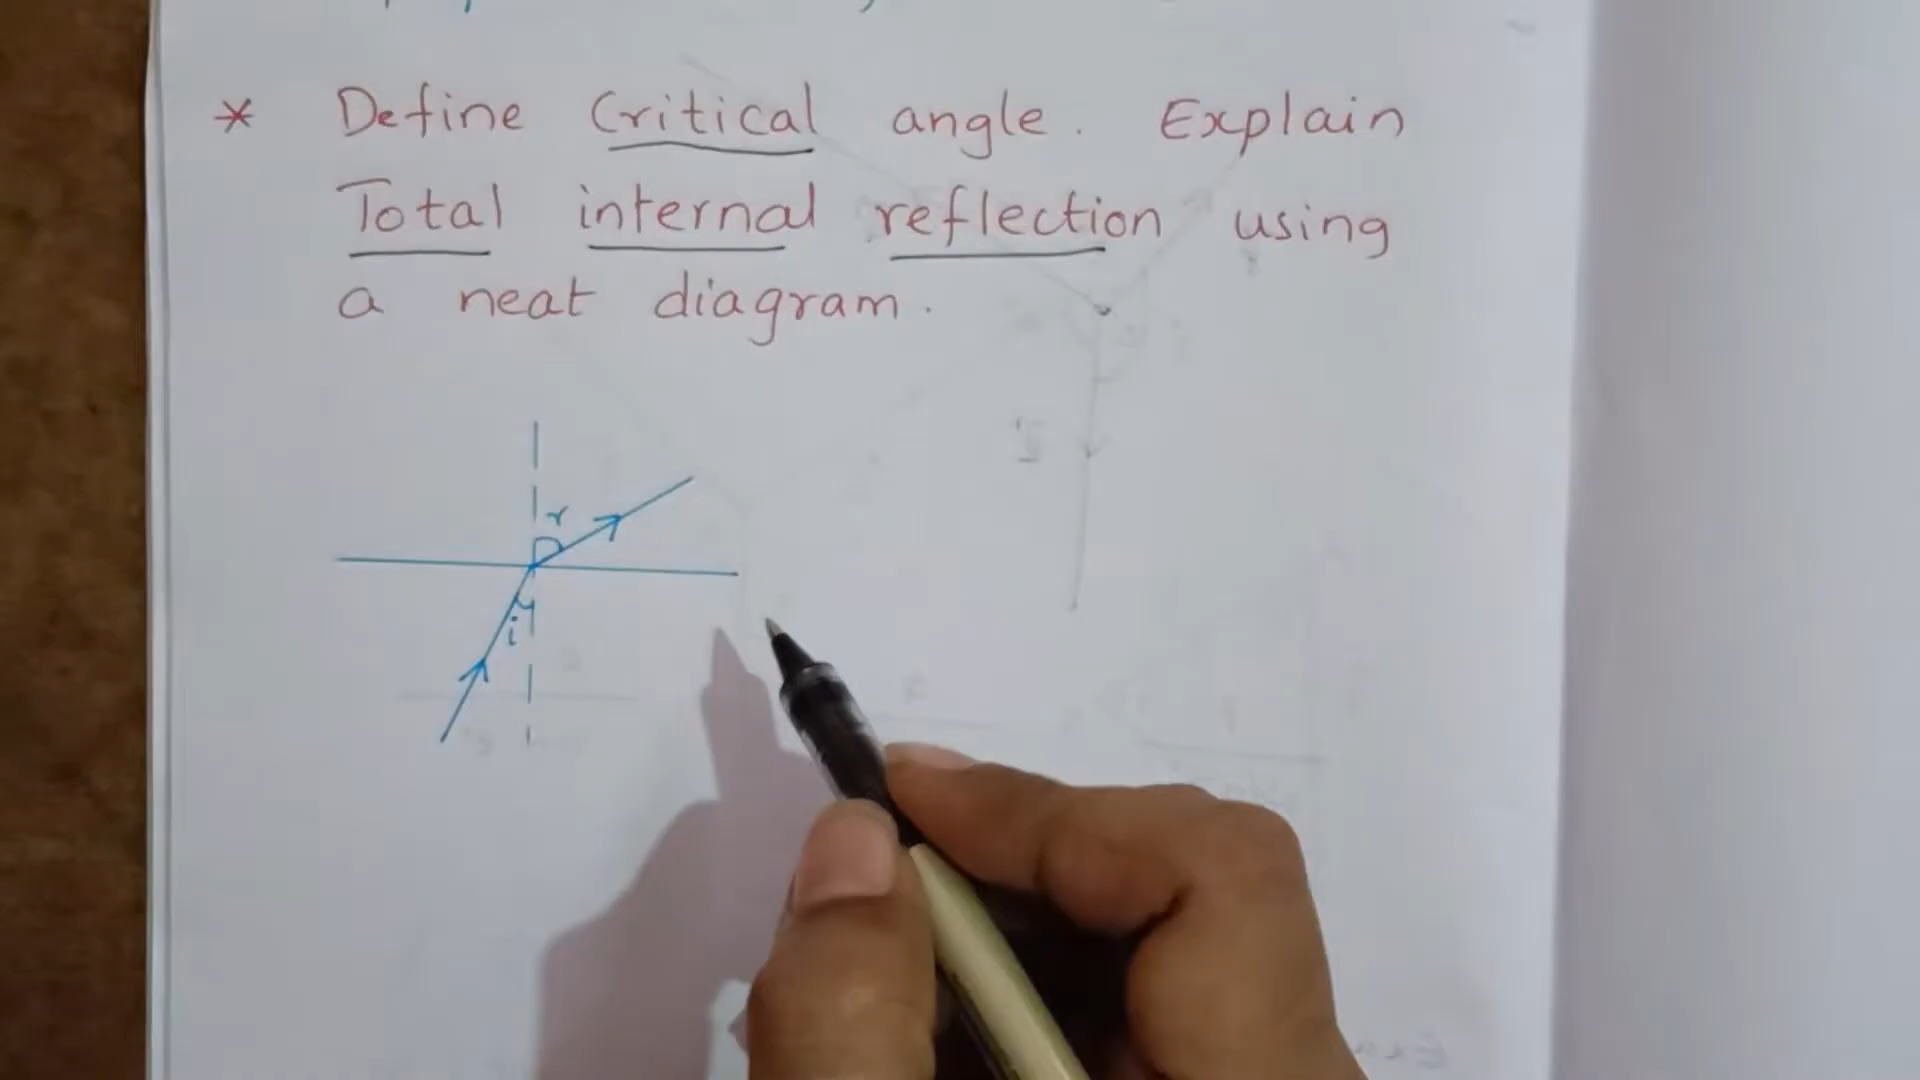 * Define Critical angle. Explain
Total internal reflection using
a neat diagram.
r
i